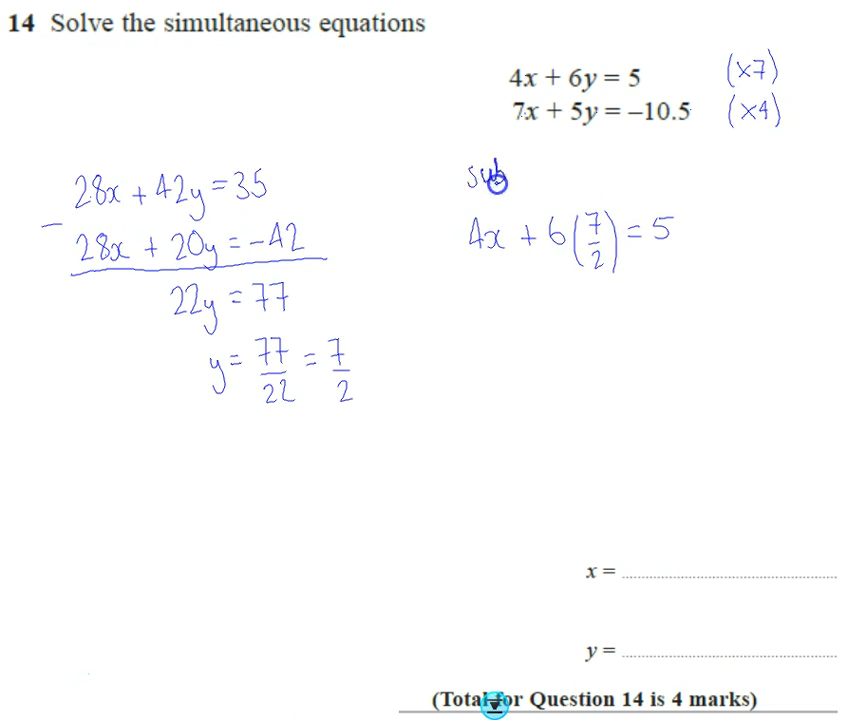 14 Solve the simultaneous equations
4x + 6y = 5 (×7)
7x + 5y = –10.5 (×4)
28x + 42y = 35
– 28x + 20y = –42
22y = 77
y = 77/22 = 7/2
sub
4x + 6(7/2) = 5
x =
y =
(Total for Question 14 is 4 marks)